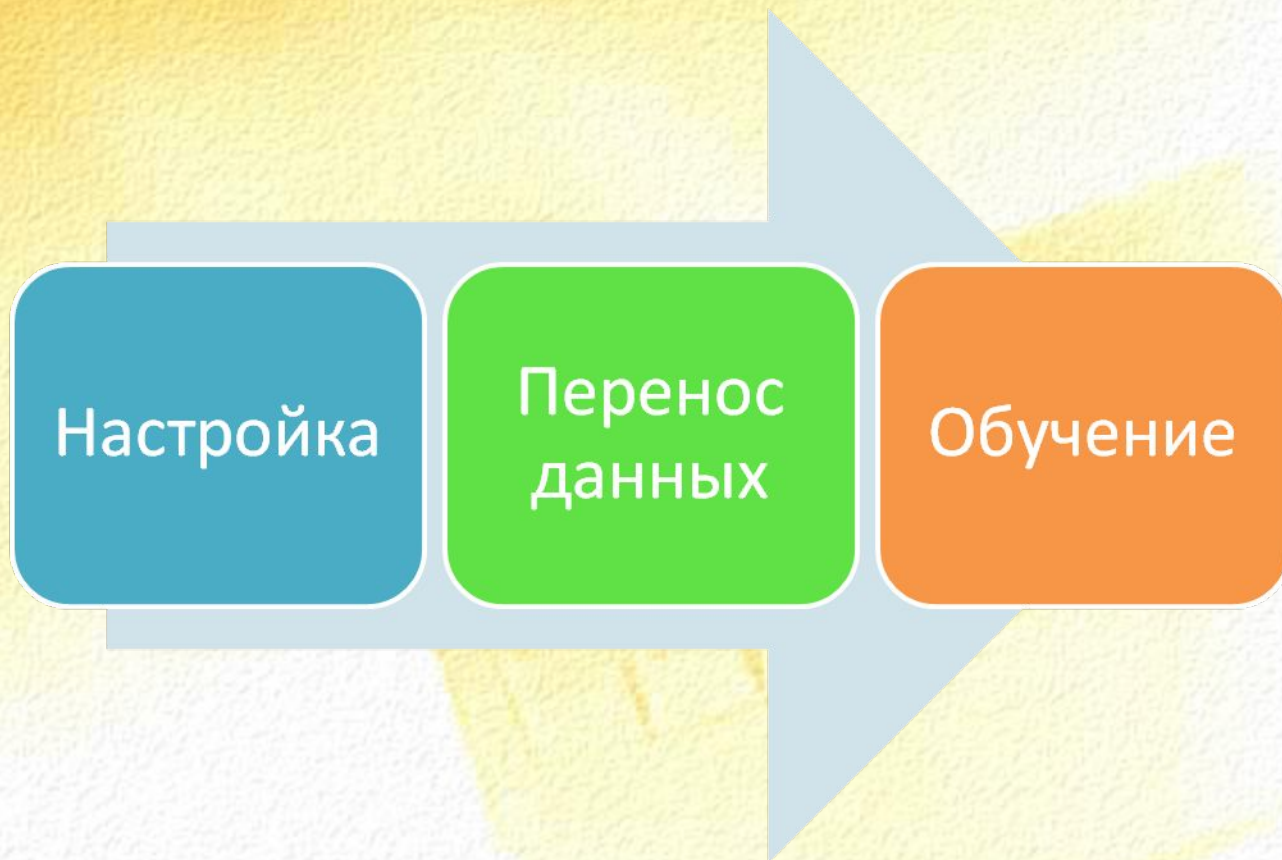 Настройка
Перенос
данных
Обучение